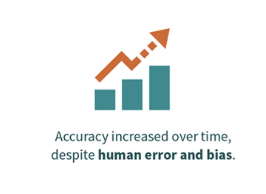 Accuracy increased over time,
despite human error and bias.